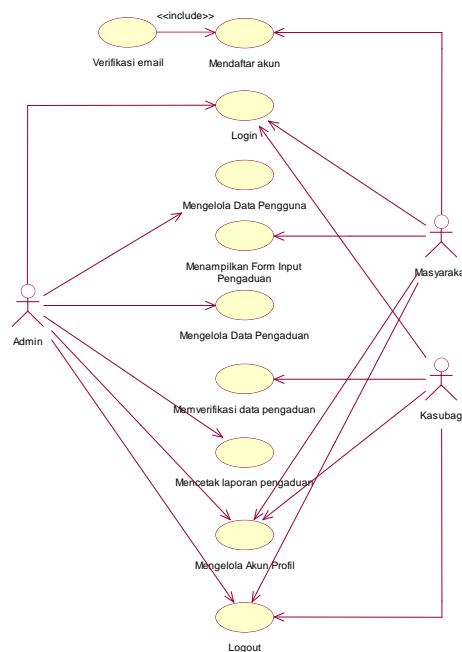 <<include>>
Verifikasi email
Mendaftar akun
Login
Mengelola Data Pengguna
Menampilkan Form Input
Pengaduan
Masyaraka
Mengelola Data Pengaduan
Admin
Memverifikasi data pengaduan
Kasubag
Mencetak laporan pengaduan
Mengelola Akun Profil
Logout